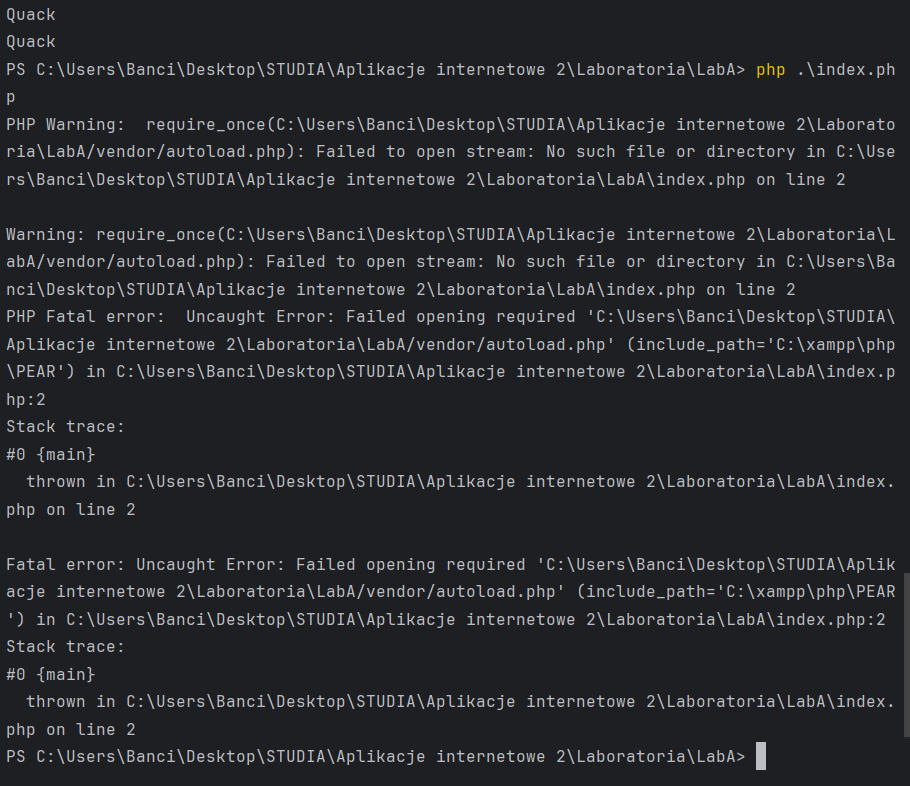 Quack
Quack
PS C:\Users\Banci\Desktop\STUDIA\Aplikacje internetowe 2\Laboratoria\LabA> php .\index.ph
p
PHP Warning:  require_once(C:\Users\Banci\Desktop\STUDIA\Aplikacje internetowe 2\Laborato
ria\LabA/vendor/autoload.php): Failed to open stream: No such file or directory in C:\Use
rs\Banci\Desktop\STUDIA\Aplikacje internetowe 2\Laboratoria\LabA\index.php on line 2

Warning: require_once(C:\Users\Banci\Desktop\STUDIA\Aplikacje internetowe 2\Laboratoria\L
abA/vendor/autoload.php): Failed to open stream: No such file or directory in C:\Users\Ba
nci\Desktop\STUDIA\Aplikacje internetowe 2\Laboratoria\LabA\index.php on line 2
PHP Fatal error:  Uncaught Error: Failed opening required 'C:\Users\Banci\Desktop\STUDIA\
Aplikacje internetowe 2\Laboratoria\LabA/vendor/autoload.php' (include_path='C:\xampp\php
\PEAR') in C:\Users\Banci\Desktop\STUDIA\Aplikacje internetowe 2\Laboratoria\LabA\index.p
hp:2
Stack trace:
#0 {main}
  thrown in C:\Users\Banci\Desktop\STUDIA\Aplikacje internetowe 2\Laboratoria\LabA\index.
php on line 2

Fatal error: Uncaught Error: Failed opening required 'C:\Users\Banci\Desktop\STUDIA\Aplik
acje internetowe 2\Laboratoria\LabA/vendor/autoload.php' (include_path='C:\xampp\php\PEAR
') in C:\Users\Banci\Desktop\STUDIA\Aplikacje internetowe 2\Laboratoria\LabA\index.php:2
Stack trace:
#0 {main}
  thrown in C:\Users\Banci\Desktop\STUDIA\Aplikacje internetowe 2\Laboratoria\LabA\index.
php on line 2
PS C:\Users\Banci\Desktop\STUDIA\Aplikacje internetowe 2\Laboratoria\LabA>